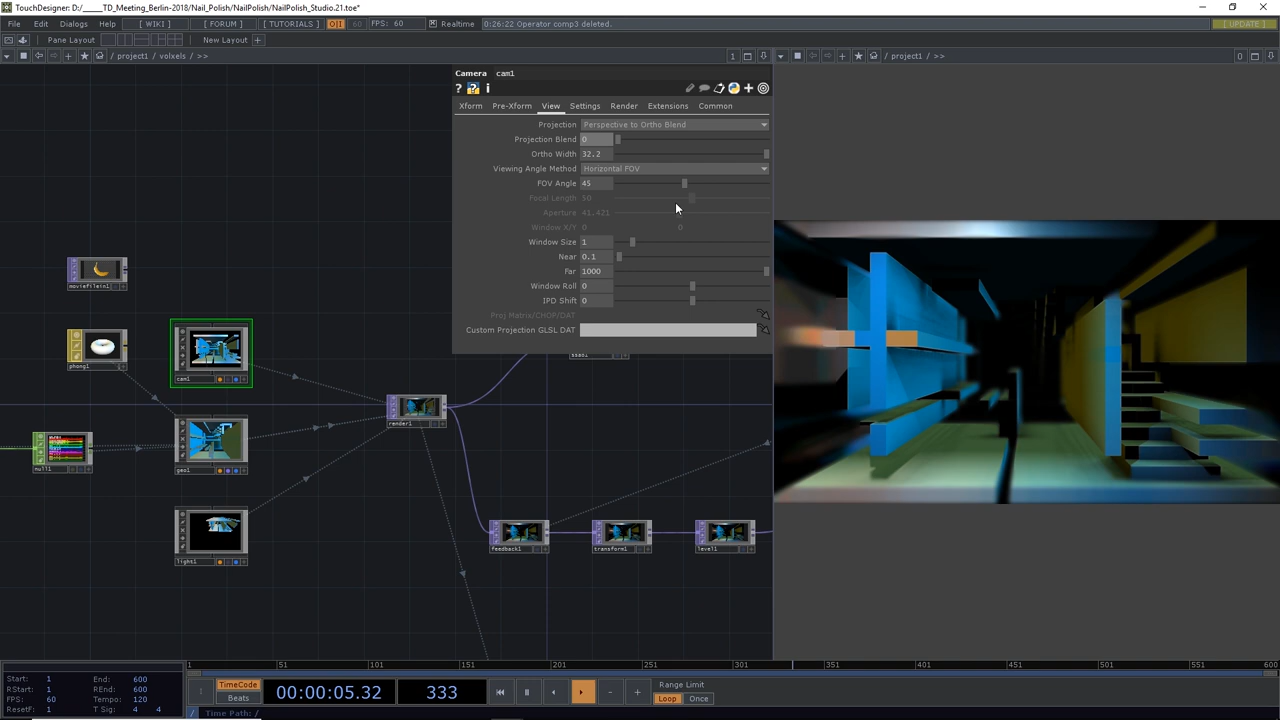 TouchDesigner: D:/_____TD_Meeting_Berlin-2018/Nail_Polish/NailPolish/NailPolish_Studio.21.toe*
File Edit Dialogs Help [ WIKI ] [ FORUM ] [ TUTORIALS ] O|I 60 FPS: 60 Realtime 0:26:22 Operator comp3 deleted. [ UPDATE ]
Pane Layout New Layout +
/ project1 / volxels / >> 1
/ project1 / >> 0
Camera cam1
? ? i
Xform Pre-Xform View Settings Render Extensions Common
Projection Perspective to Ortho Blend
Projection Blend 0
Ortho Width 32.2
Viewing Angle Method Horizontal FOV
FOV Angle 45
Focal Length 50
Aperture 41.421
Window X/Y 0 0
Window Size 1
Near 0.1
Far 1000
Window Roll 0
IPD Shift 0
Proj Matrix/CHOP/DAT
Custom Projection GLSL DAT
moviefilein1
phong1
cam1
ssao1
render1
null1
geo1
light1
feedback1
transform1
level1
1 51 101 151 201 251 301 351 401 451 501 551 600
Start: 1 End: 600
RStart: 1 REnd: 600
FPS: 60 Tempo: 120
ResetF: 1 T Sig: 4 4
TimeCode
Beats
00:00:05.32 333
- +
Range Limit
Loop Once
/ Time Path: /